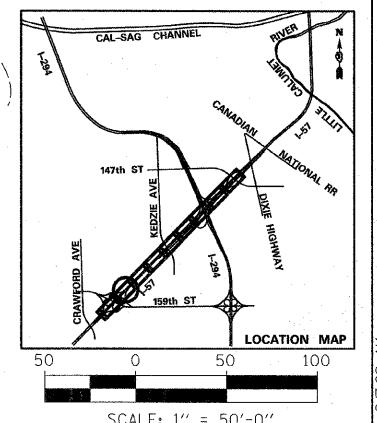 CAL-SAG CHANNEL
RIVER
N
I-294
CALUMET
LITTLE
I-57
CANADIAN
NATIONAL RR
147th ST
KEDZIE AVE
DIXIE HIGHWAY
CRAWFORD AVE
I-57
I-294
159th ST
LOCATION MAP
50 0 50 100
SCALE: 1" = 50'-0"